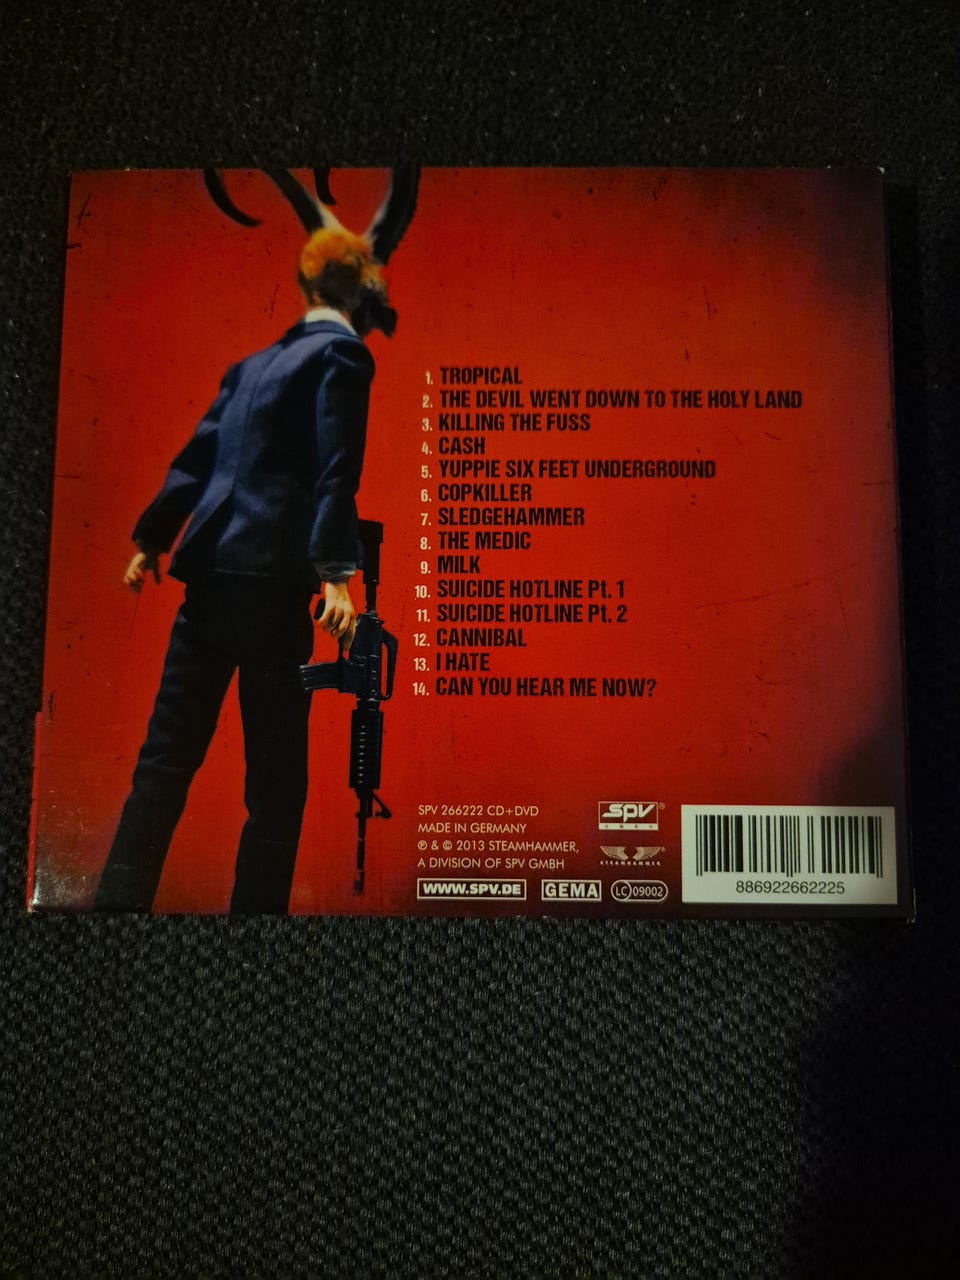 1. TROPICAL
2. THE DEVIL WENT DOWN TO THE HOLY LAND
3. KILLING THE FUSS
4. CASH
5. YUPPIE SIX FEET UNDERGROUND
6. COPKILLER
7. SLEDGEHAMMER
8. THE MEDIC
9. MILK
10. SUICIDE HOTLINE Pt. 1
11. SUICIDE HOTLINE Pt. 2
12. CANNIBAL
13. I HATE
14. CAN YOU HEAR ME NOW?
SPV 266222 CD+DVD
MADE IN GERMANY
℗ & © 2013 STEAMHAMMER,
A DIVISION OF SPV GMBH
WWW.SPV.DE
GEMA
LC 09002
SPV®
GMBH
STEAMHAMMER
886922662225